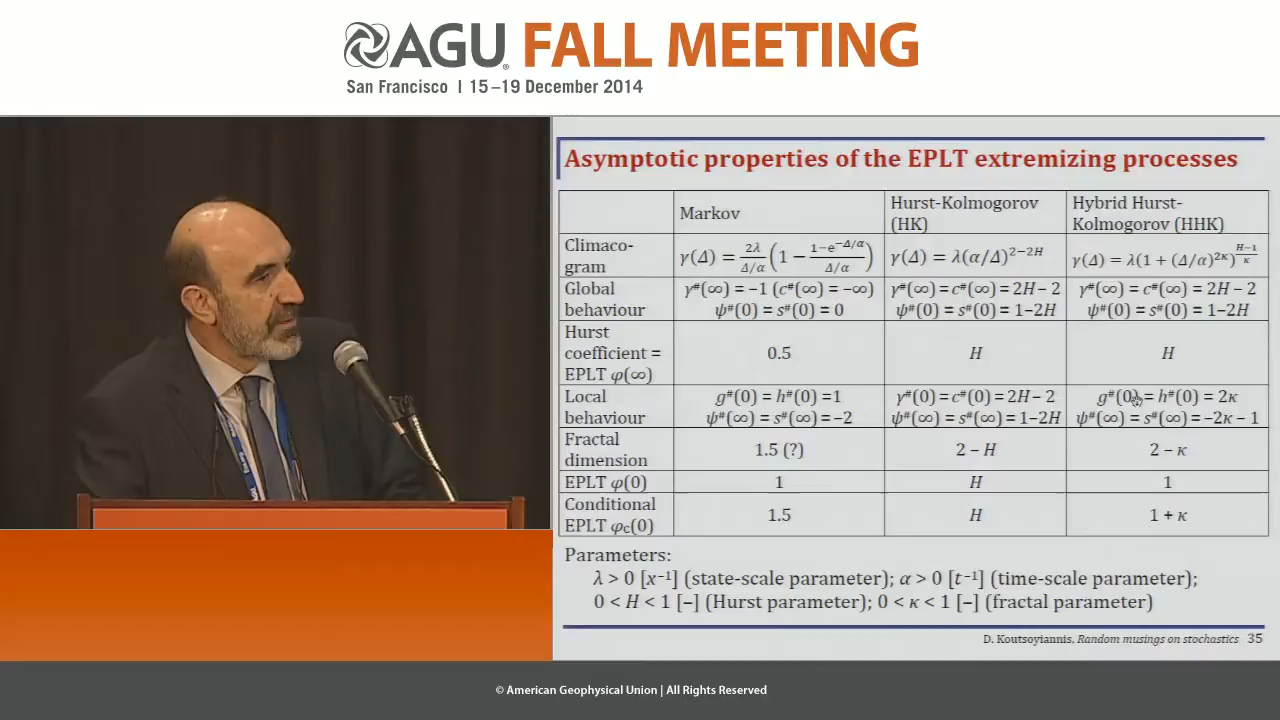 AGU FALL MEETING
San Francisco | 15–19 December 2014
Asymptotic properties of the EPLT extremizing processes
Markov
Hurst-Kolmogorov (HK)
Hybrid Hurst-Kolmogorov (HHK)
Climaco-gram
γ(Δ) = 2λ/(Δ/α) (1 − (1−e^(−Δ/α))/(Δ/α))
γ(Δ) = λ(α/Δ)^(2−2H)
γ(Δ) = λ(1 + (Δ/α)^(2κ))^((H−1)/κ)
Global behaviour
γ#(∞) = −1 (c#(∞) = −∞)
ψ#(0) = s#(0) = 0
γ#(∞) = c#(∞) = 2H − 2
ψ#(0) = s#(0) = 1−2H
γ#(∞) = c#(∞) = 2H − 2
ψ#(0) = s#(0) = 1−2H
Hurst coefficient = EPLT φ(∞)
0.5
H
H
Local behaviour
g#(0) = h#(0) =1
ψ#(∞) = s#(∞) = −2
γ#(0) = c#(0) = 2H − 2
ψ#(∞) = s#(∞) = 1−2H
g#(0) = h#(0) = 2κ
ψ#(∞) = s#(∞) = −2κ − 1
Fractal dimension
1.5 (?)
2 − H
2 − κ
EPLT φ(0)
1
H
1
Conditional EPLT φc(0)
1.5
H
1 + κ
Parameters:
λ > 0 [x⁻¹] (state-scale parameter); α > 0 [t⁻¹] (time-scale parameter);
0 < H < 1 [–] (Hurst parameter); 0 < κ < 1 [–] (fractal parameter)
D. Koutsoyiannis, Random musings on stochastics 35
© American Geophysical Union | All Rights Reserved